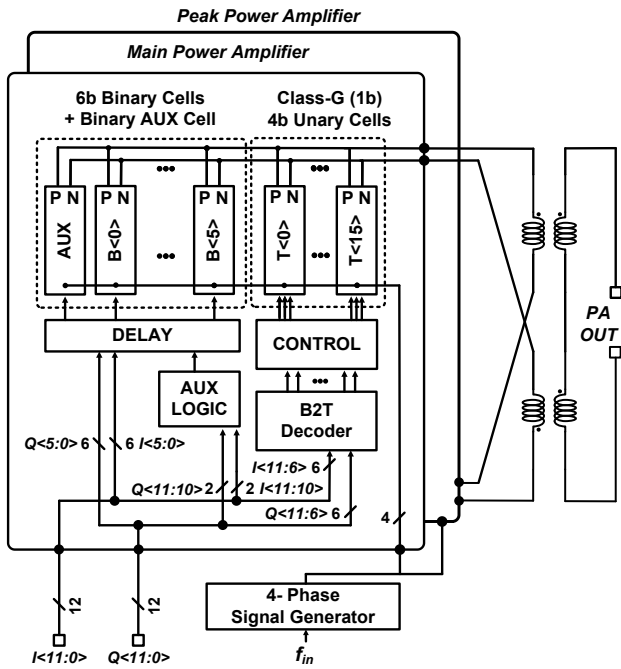 Peak Power Amplifier
Main Power Amplifier
6b Binary Cells
+ Binary AUX Cell
Class-G (1b)
4b Unary Cells
P N
P N
P N
P N
P N
AUX
B<0>
B<5>
T<0>
T<15>
DELAY
CONTROL
AUX
LOGIC
B2T
Decoder
PA
OUT
Q<5:0> 6
6 I<5:0>
I<11:6> 6
Q<11:10> 2
2 I<11:10>
Q<11:6> 6
4
12
12
4- Phase
Signal Generator
I<11:0>
Q<11:0>
fin